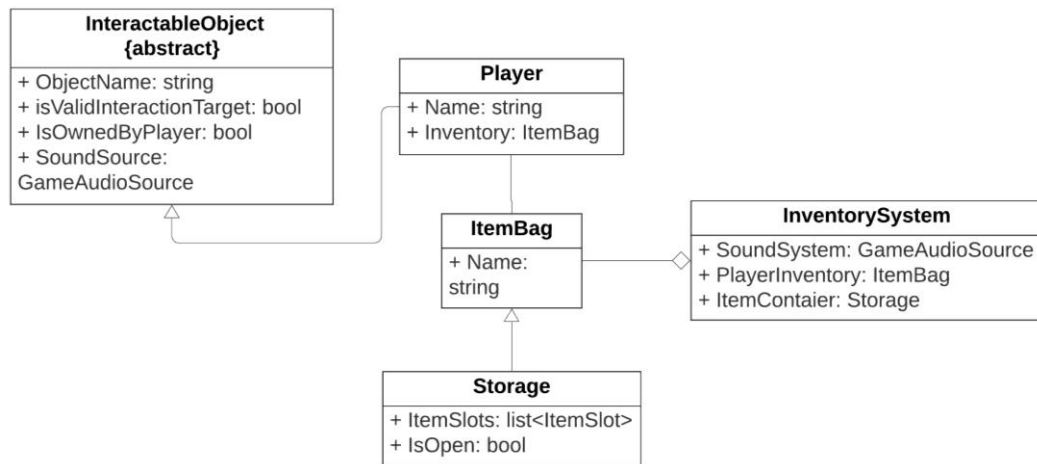 InteractableObject
{abstract}
+ ObjectName: string
+ isValidInteractionTarget: bool
+ IsOwnedByPlayer: bool
+ SoundSource:
GameAudioSource
Player
+ Name: string
+ Inventory: ItemBag
ItemBag
+ Name:
string
InventorySystem
+ SoundSystem: GameAudioSource
+ PlayerInventory: ItemBag
+ ItemContaier: Storage
Storage
+ ItemSlots: list<ItemSlot>
+ IsOpen: bool